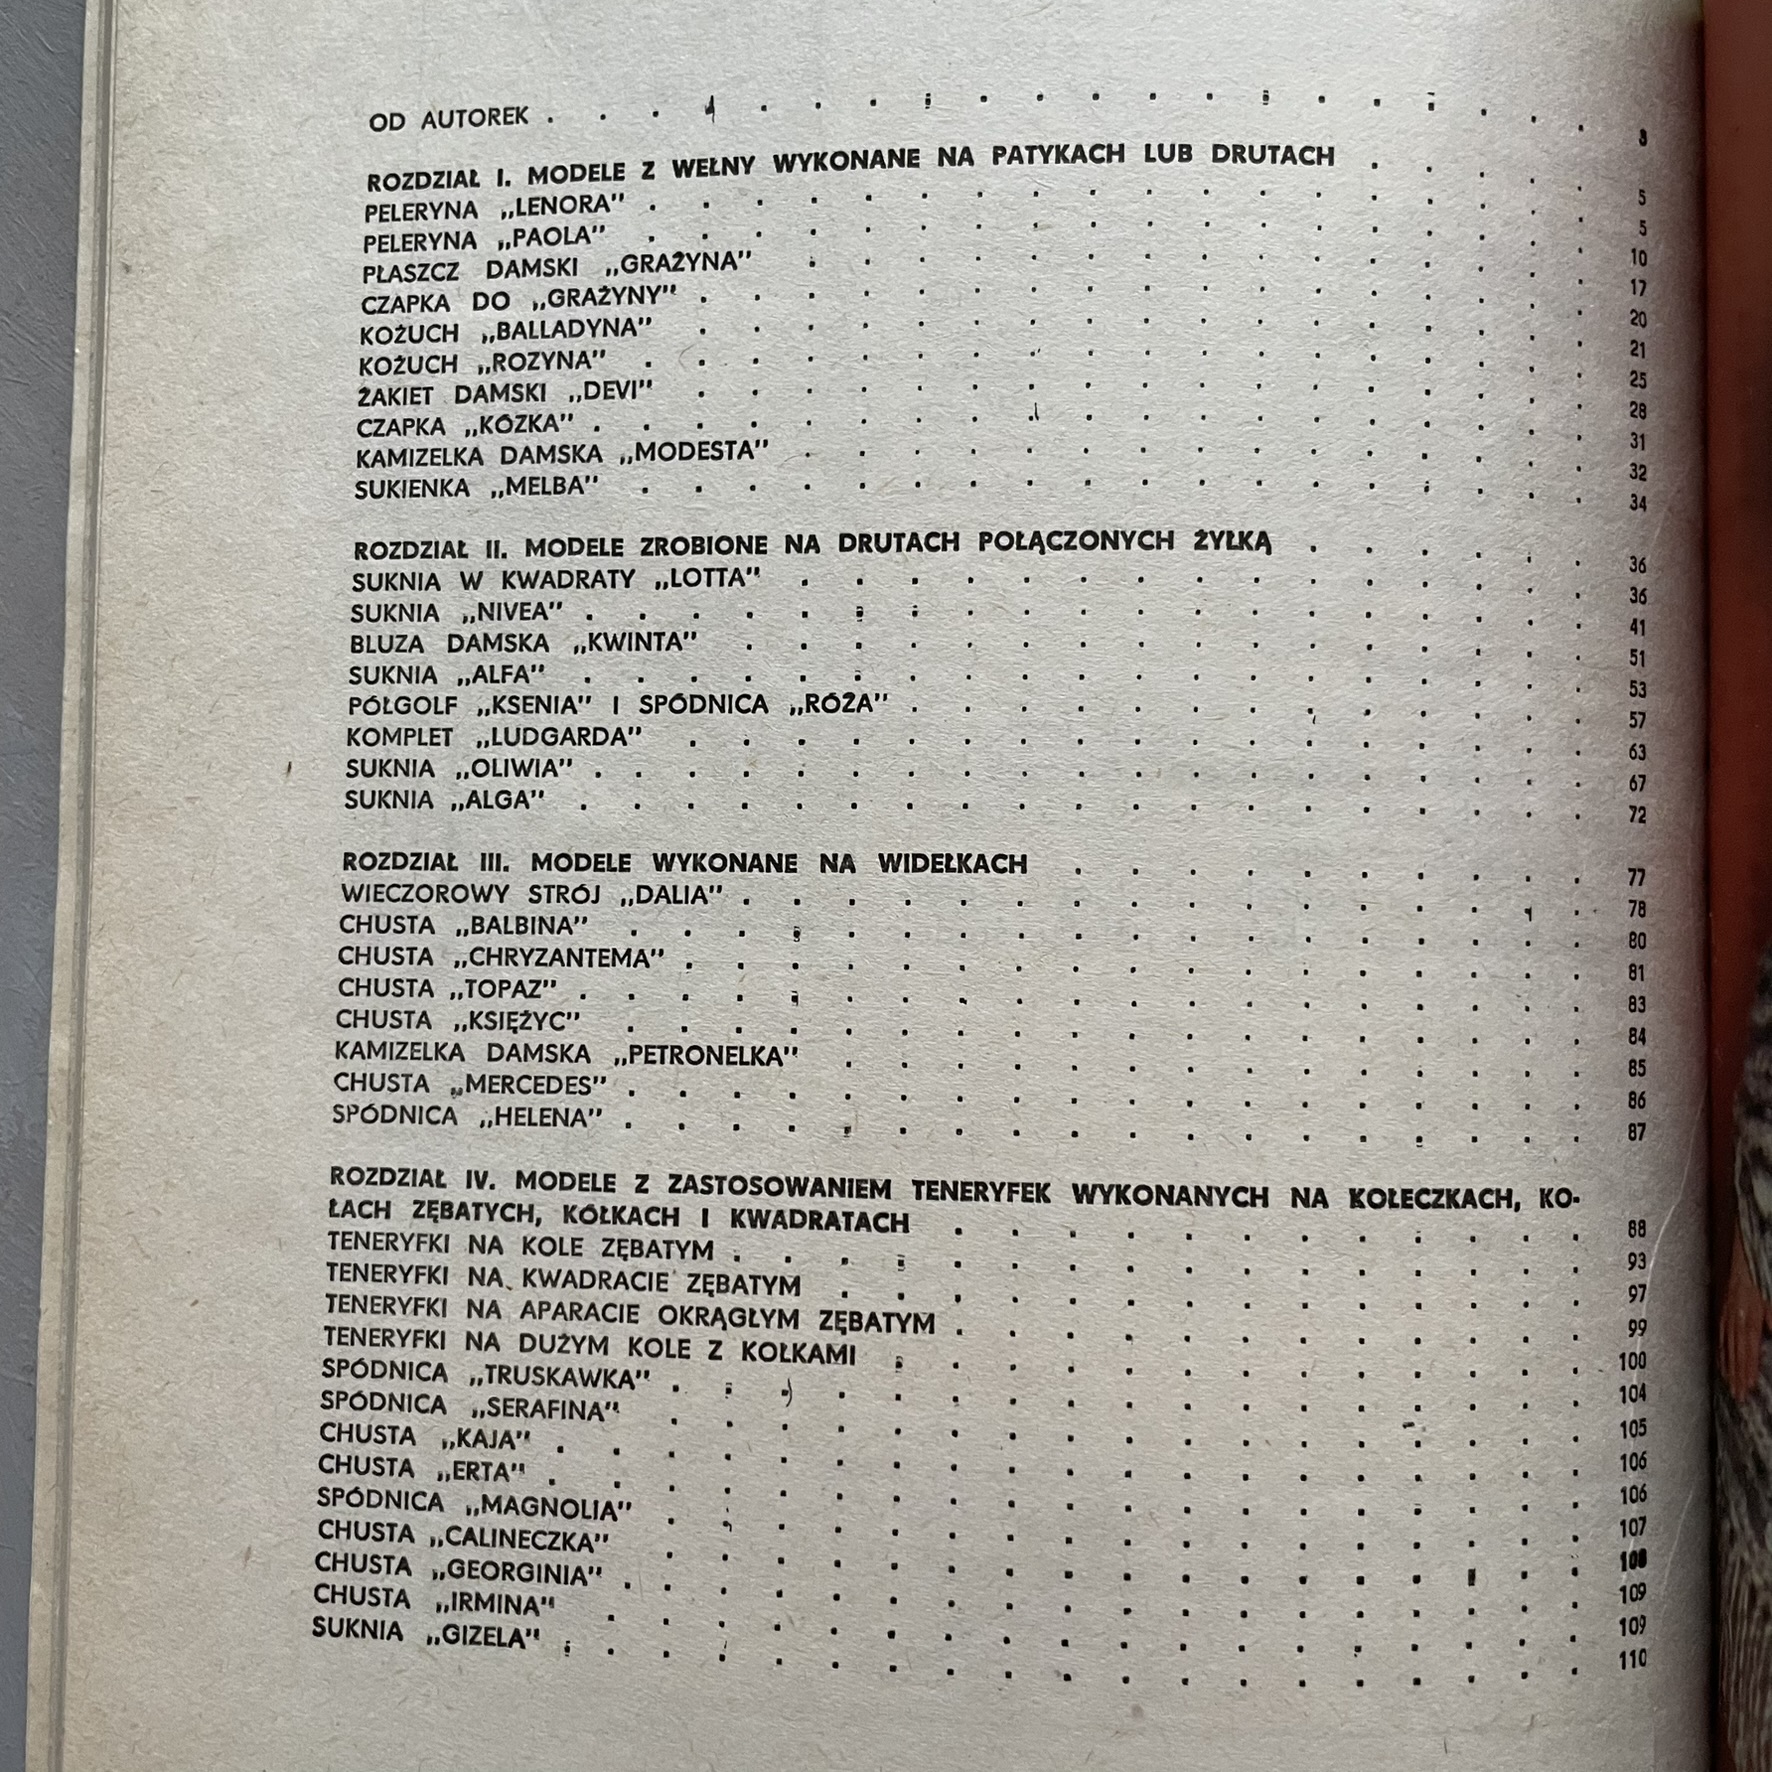 OD AUTOREK 3
ROZDZIAŁ I. MODELE Z WEŁNY WYKONANE NA PATYKACH LUB DRUTACH 5
PELERYNA „LENORA” 5
PELERYNA „PAOLA” 10
PŁASZCZ DAMSKI „GRAŻYNA” 17
CZAPKA DO „GRAŻYNY” 20
KOŻUCH „BALLADYNA” 21
KOŻUCH „ROZYNA” 25
ŻAKIET DAMSKI „DEVI” 28
CZAPKA „KÓZKA” 31
KAMIZELKA DAMSKA „MODESTA” 32
SUKIENKA „MELBA” 34
ROZDZIAŁ II. MODELE ZROBIONE NA DRUTACH POŁĄCZONYCH ŻYŁKĄ 36
SUKNIA W KWADRATY „LOTTA” 36
SUKNIA „NIVEA” 41
BLUZA DAMSKA „KWINTA” 51
SUKNIA „ALFA” 53
PÓŁGOLF „KSENIA” I SPÓDNICA „RÓŻA” 57
KOMPLET „LUDGARDA” 63
SUKNIA „OLIWIA” 67
SUKNIA „ALGA” 72
ROZDZIAŁ III. MODELE WYKONANE NA WIDEŁKACH 77
WIECZOROWY STRÓJ „DALIA” 78
CHUSTA „BALBINA” 80
CHUSTA „CHRYZANTEMA” 81
CHUSTA „TOPAZ” 83
CHUSTA „KSIĘŻYC” 84
KAMIZELKA DAMSKA „PETRONELKA” 85
CHUSTA „MERCEDES” 86
SPÓDNICA „HELENA” 87
ROZDZIAŁ IV. MODELE Z ZASTOSOWANIEM TENERYFEK WYKONANYCH NA KOŁECZKACH, KO-
ŁACH ZĘBATYCH, KÓŁKACH I KWADRATACH 88
TENERYFKI NA KOLE ZĘBATYM 93
TENERYFKI NA KWADRACIE ZĘBATYM 97
TENERYFKI NA APARACIE OKRĄGŁYM ZĘBATYM 99
TENERYFKI NA DUŻYM KOLE Z KOŁKAMI 100
SPÓDNICA „TRUSKAWKA” 104
SPÓDNICA „SERAFINA” 105
CHUSTA „KAJA” 106
CHUSTA „ERTA” 106
SPÓDNICA „MAGNOLIA” 107
CHUSTA „CALINECZKA” 108
CHUSTA „GEORGINIA” 109
CHUSTA „IRMINA” 109
SUKNIA „GIZELA” 110